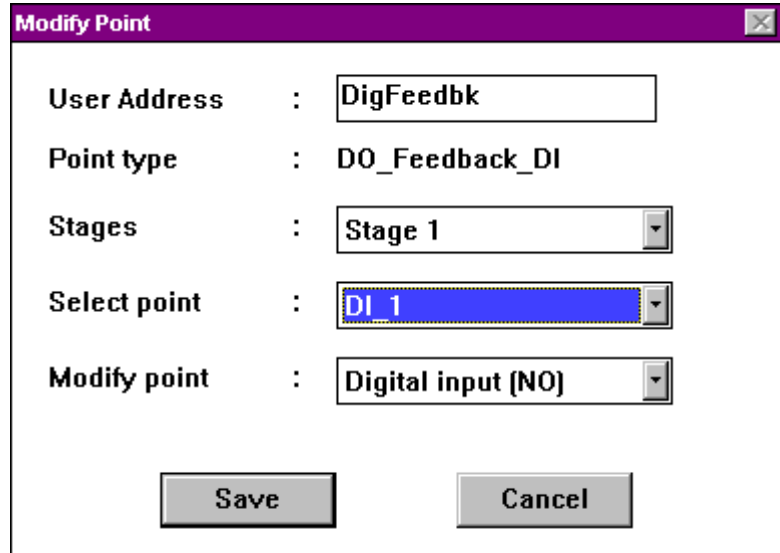 Modify Point
User Address : DigFeedbk
Point type : DO_Feedback_DI
Stages : Stage 1
Select point : DI_1
Modify point : Digital input (NO)
Save Cancel